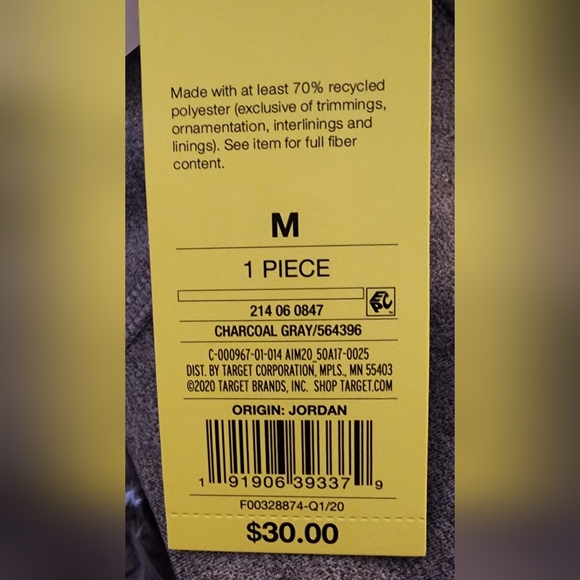 Made with at least 70% recycled
polyester (exclusive of trimmings,
ornamentation, interlinings and
linings). See item for full fiber
content.
M
1 PIECE
EPC
214 06 0847
CHARCOAL GRAY/564396
C-000967-01-014 AIM20_50A17-0025
DIST. BY TARGET CORPORATION, MPLS., MN 55403
©2020 TARGET BRANDS, INC. SHOP TARGET.COM
ORIGIN: JORDAN
1 91906 39337 9
F00328874-Q1/20
$30.00